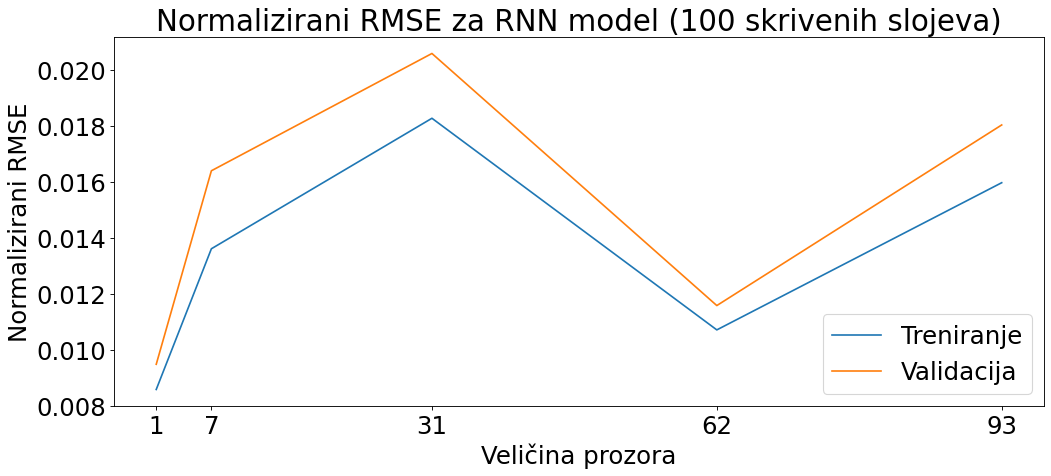 Normalizirani RMSE za RNN model (100 skrivenih slojeva)
Normalizirani RMSE
0.020
0.018
0.016
0.014
0.012
0.010
0.008
Treniranje
Validacija
1 7 31 62 93
Veličina prozora